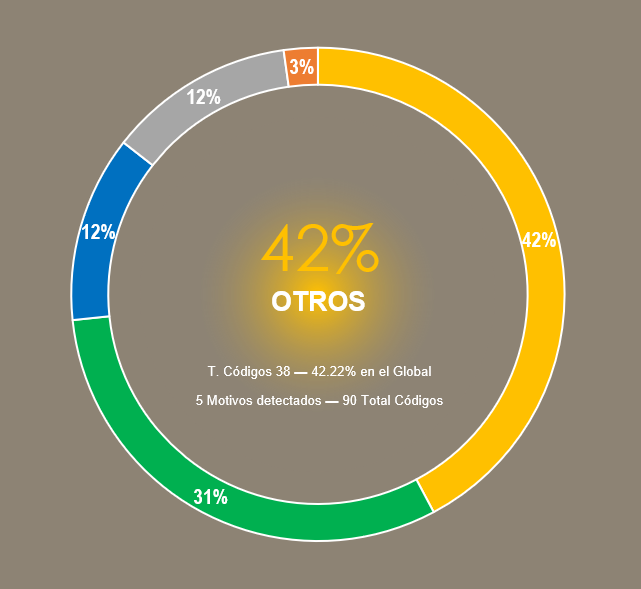 3%
12%
12%
42%
42%
OTROS
T. Códigos 38 — 42.22% en el Global
5 Motivos detectados — 90 Total Códigos
31%